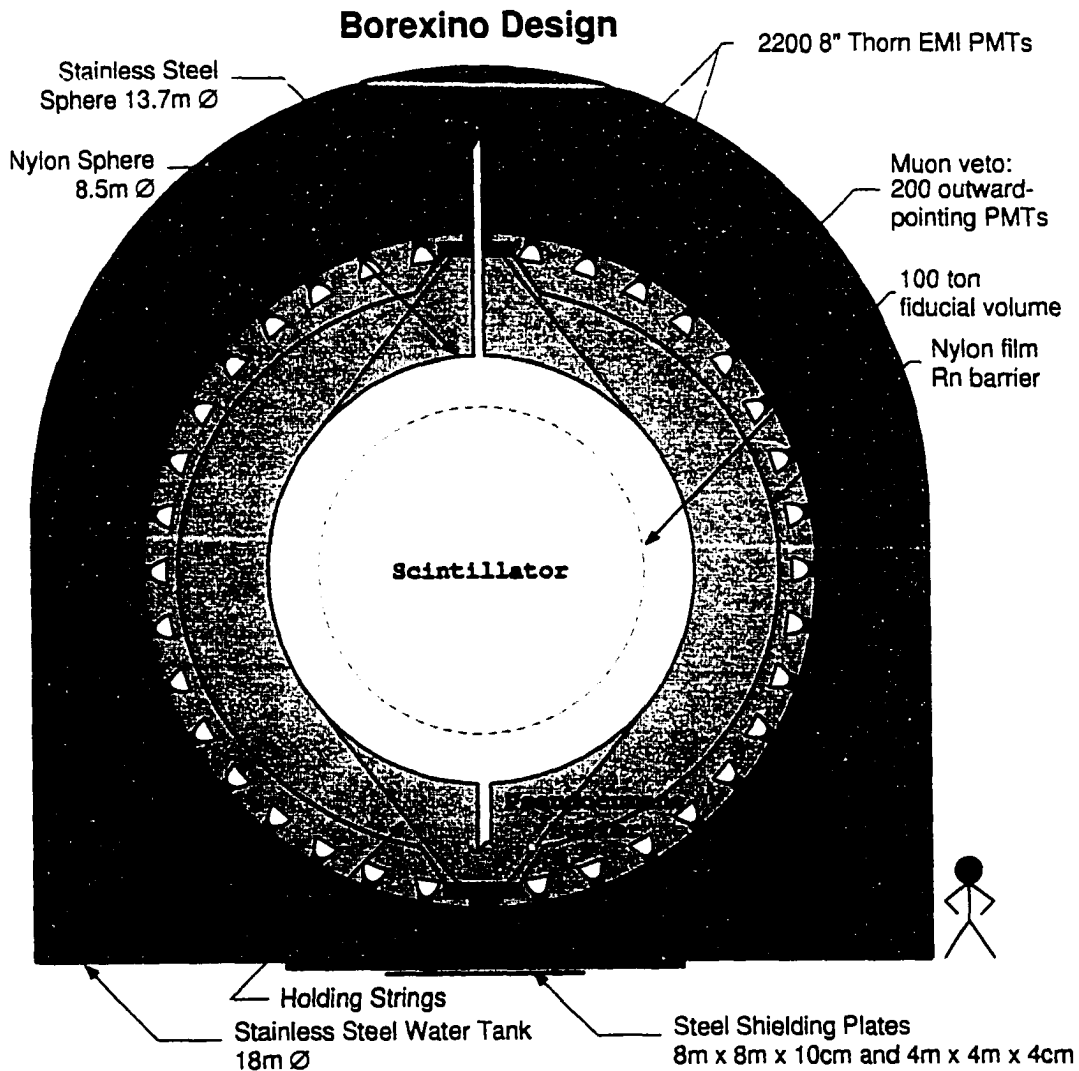 Borexino Design
2200 8" Thorn EMI PMTs
Stainless Steel
Sphere 13.7m Ø
Nylon Sphere
8.5m Ø
Muon veto:
200 outward-
pointing PMTs
100 ton
fiducial volume
Nylon film
Rn barrier
Scintillator
Holding Strings
Stainless Steel Water Tank
18m Ø
Steel Shielding Plates
8m x 8m x 10cm and 4m x 4m x 4cm